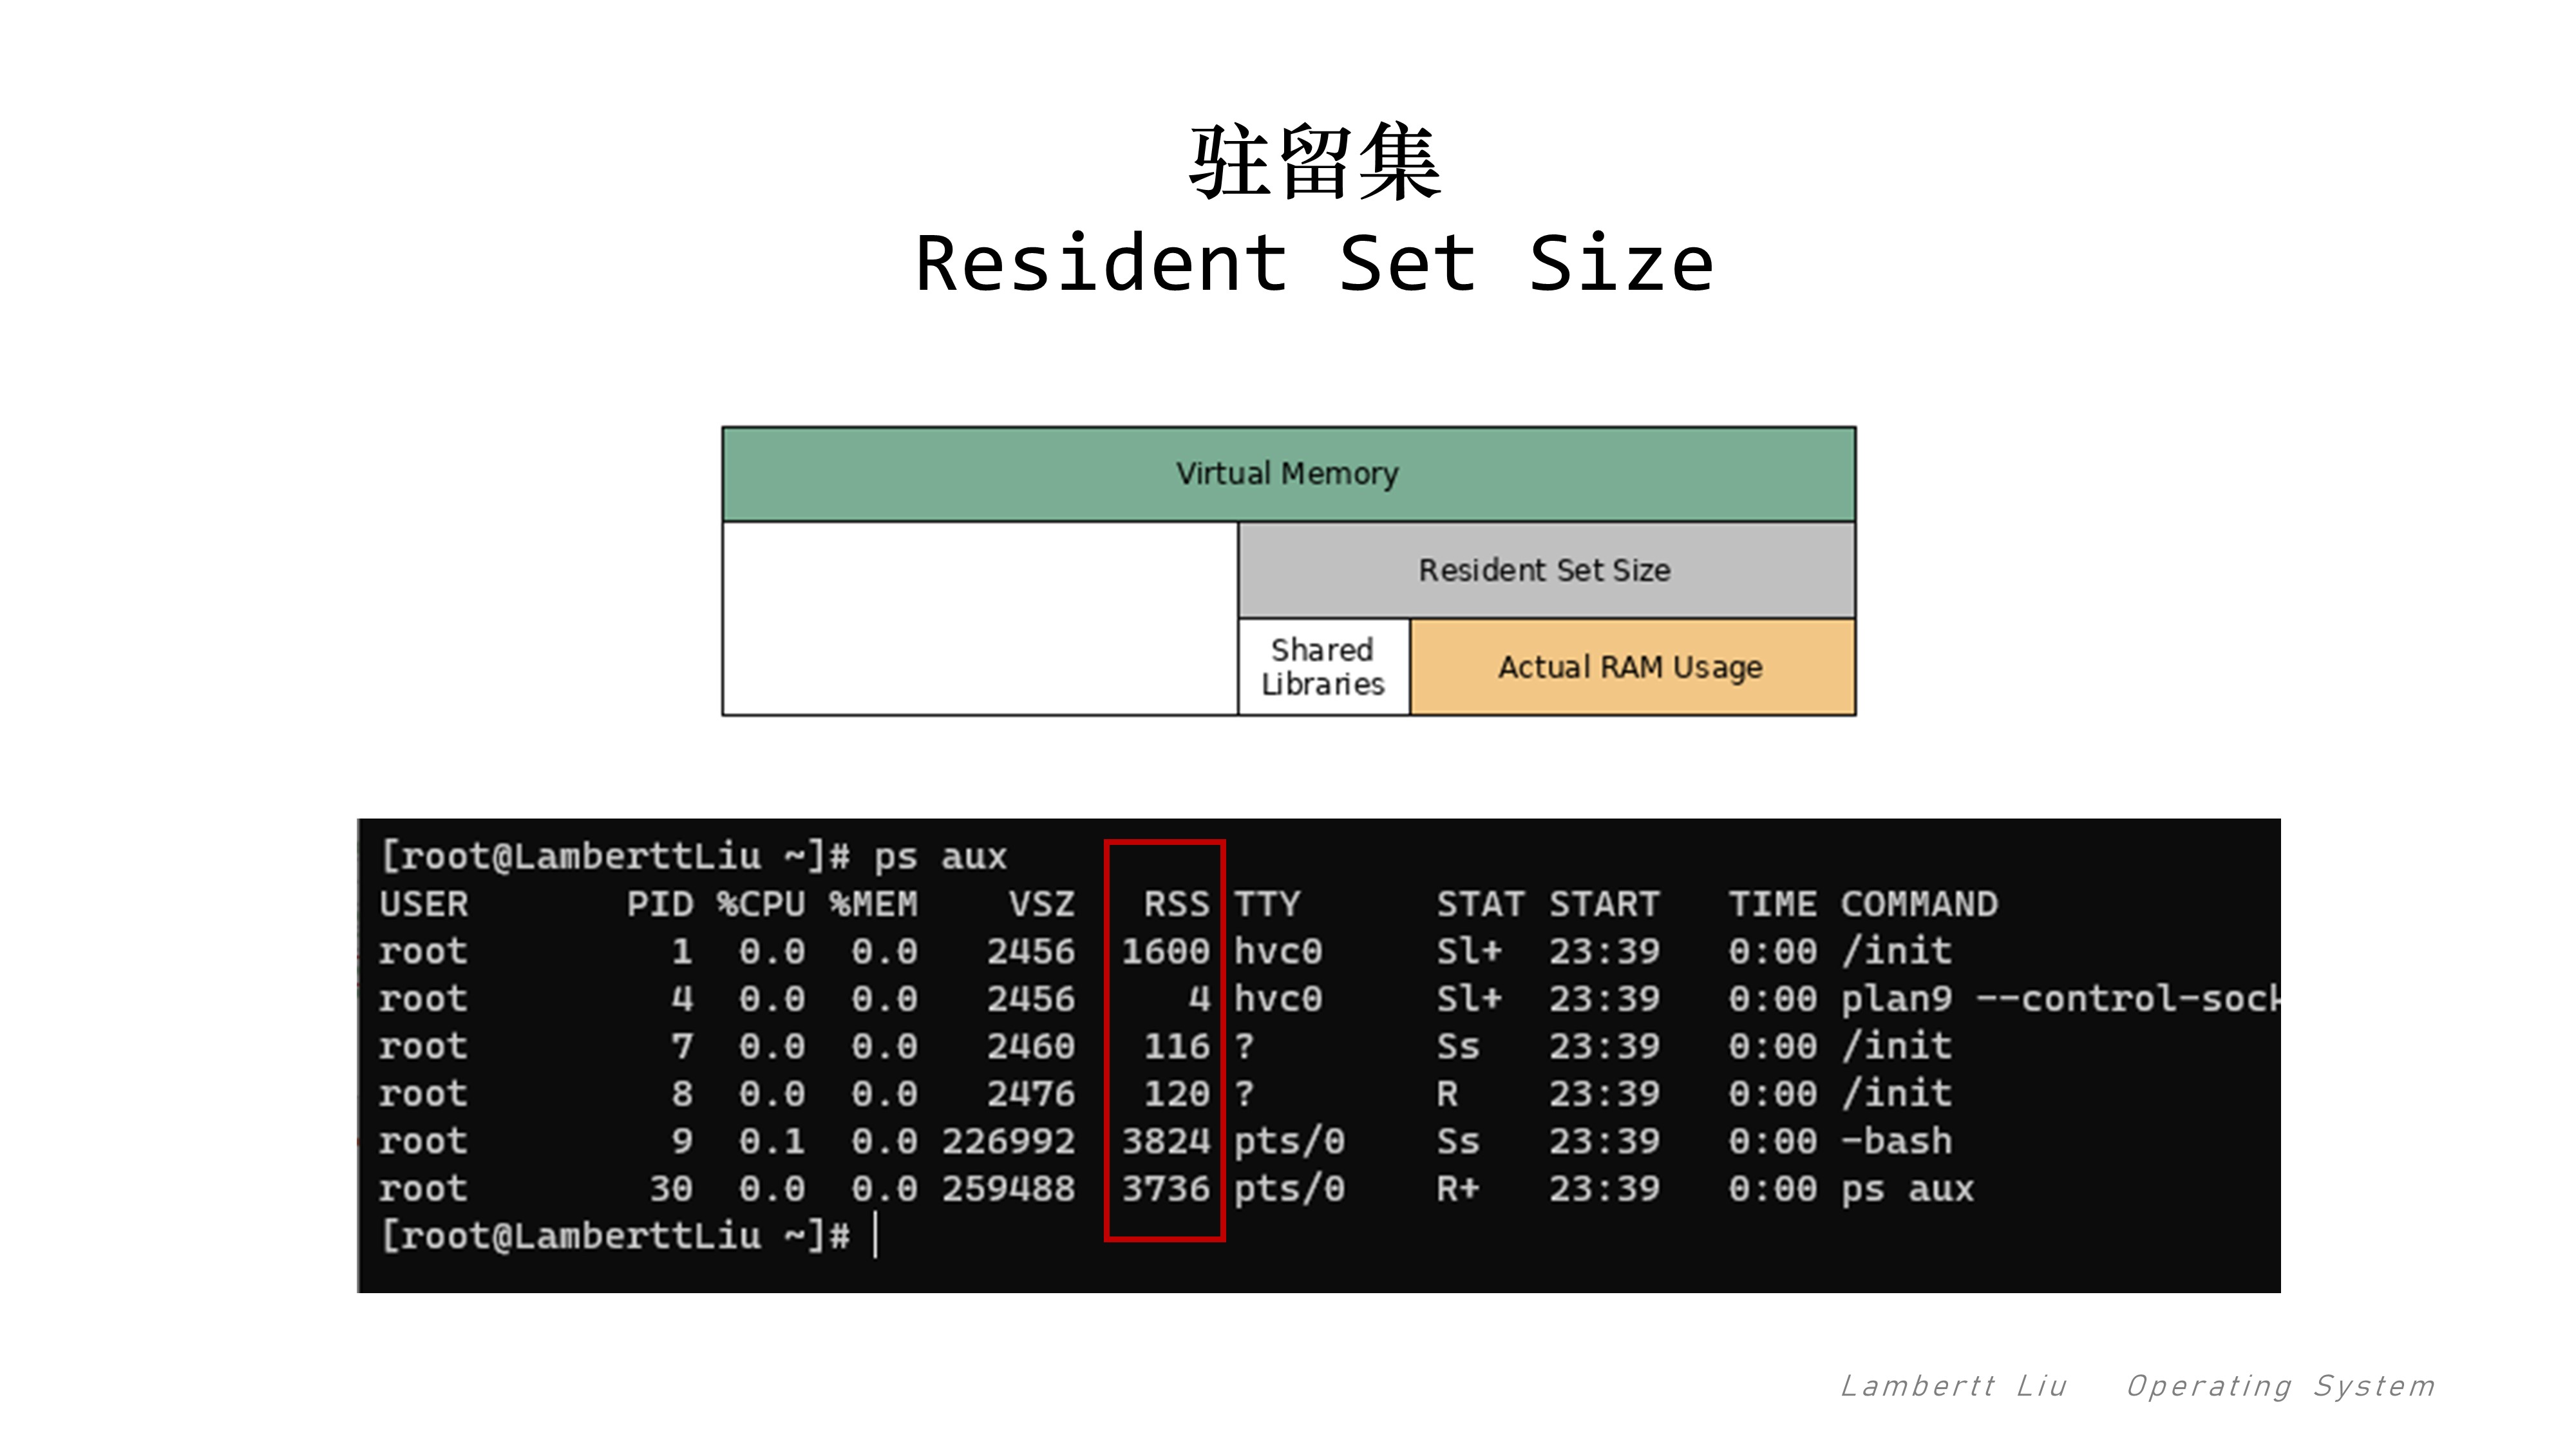 驻留集
Resident Set Size
Virtual Memory
Resident Set Size
Shared
Libraries
Actual RAM Usage
[root@LamberttLiu ~]# ps aux
USER PID %CPU %MEM VSZ RSS TTY STAT START TIME COMMAND
root 1 0.0 0.0 2456 1600 hvc0 Sl+ 23:39 0:00 /init
root 4 0.0 0.0 2456 4 hvc0 Sl+ 23:39 0:00 plan9 --control-sock
root 7 0.0 0.0 2460 116 ? Ss 23:39 0:00 /init
root 8 0.0 0.0 2476 120 ? R 23:39 0:00 /init
root 9 0.1 0.0 226992 3824 pts/0 Ss 23:39 0:00 -bash
root 30 0.0 0.0 259488 3736 pts/0 R+ 23:39 0:00 ps aux
[root@LamberttLiu ~]#
Lambertt Liu Operating System